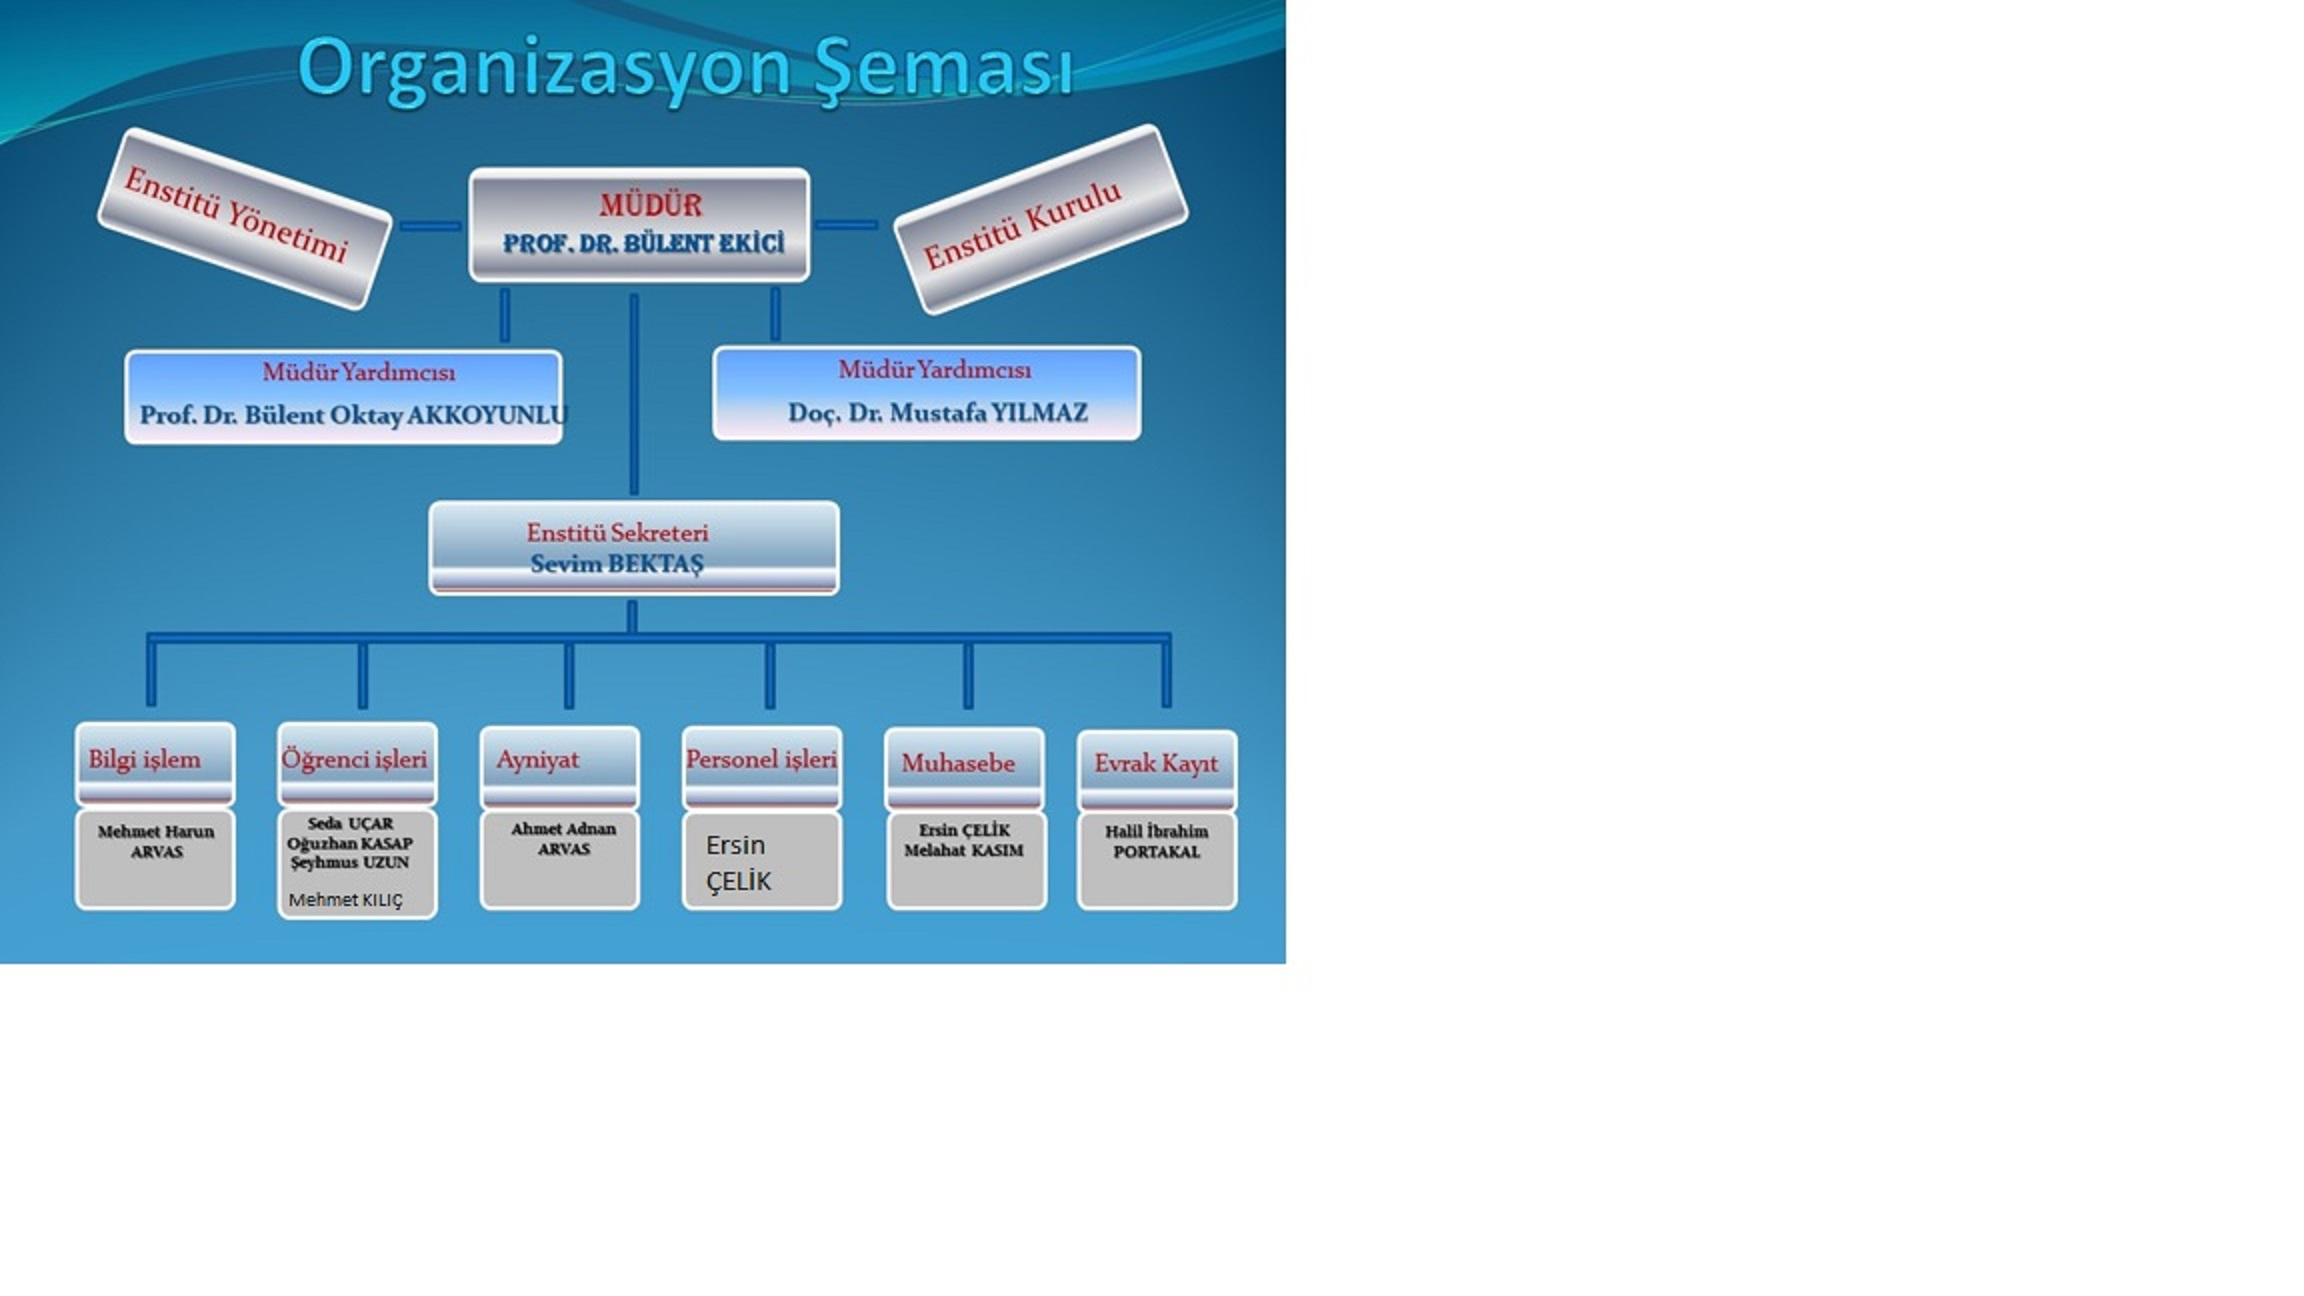 Organizasyon Şeması
Enstitü Yönetimi
MÜDÜR
PROF. DR. BÜLENT EKİCİ
Enstitü Kurulu
Müdür Yardımcısı
Prof. Dr. Bülent Oktay AKKOYUNLU
Müdür Yardımcısı
Doç. Dr. Mustafa YILMAZ
Enstitü Sekreteri
Sevim BEKTAŞ
Bilgi işlem
Mehmet Harun
ARVAS
Öğrenci işleri
Seda UÇAR
Oğuzhan KASAP
Şeyhmus UZUN
Mehmet KILIÇ
Ayniyat
Ahmet Adnan
ARVAS
Personel işleri
Ersin
ÇELİK
Muhasebe
Ersin ÇELİK
Melahat KASIM
Evrak Kayıt
Halil İbrahim
PORTAKAL